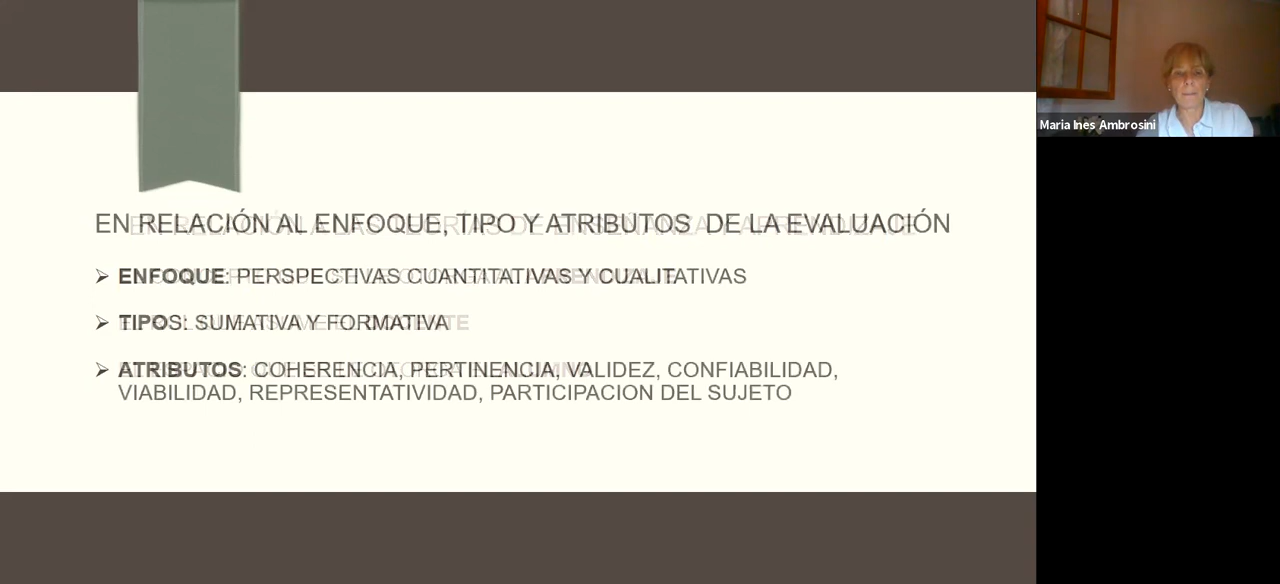 EN RELACIÓN AL ENFOQUE, TIPO Y ATRIBUTOS DE LA EVALUACIÓN
➢ ENFOQUE: PERSPECTIVAS CUANTITATIVAS Y CUALITATIVAS
➢ TIPOS: SUMATIVA Y FORMATIVA
➢ ATRIBUTOS: COHERENCIA, PERTINENCIA, VALIDEZ, CONFIABILIDAD,
VIABILIDAD, REPRESENTATIVIDAD, PARTICIPACION DEL SUJETO
Maria Ines Ambrosini